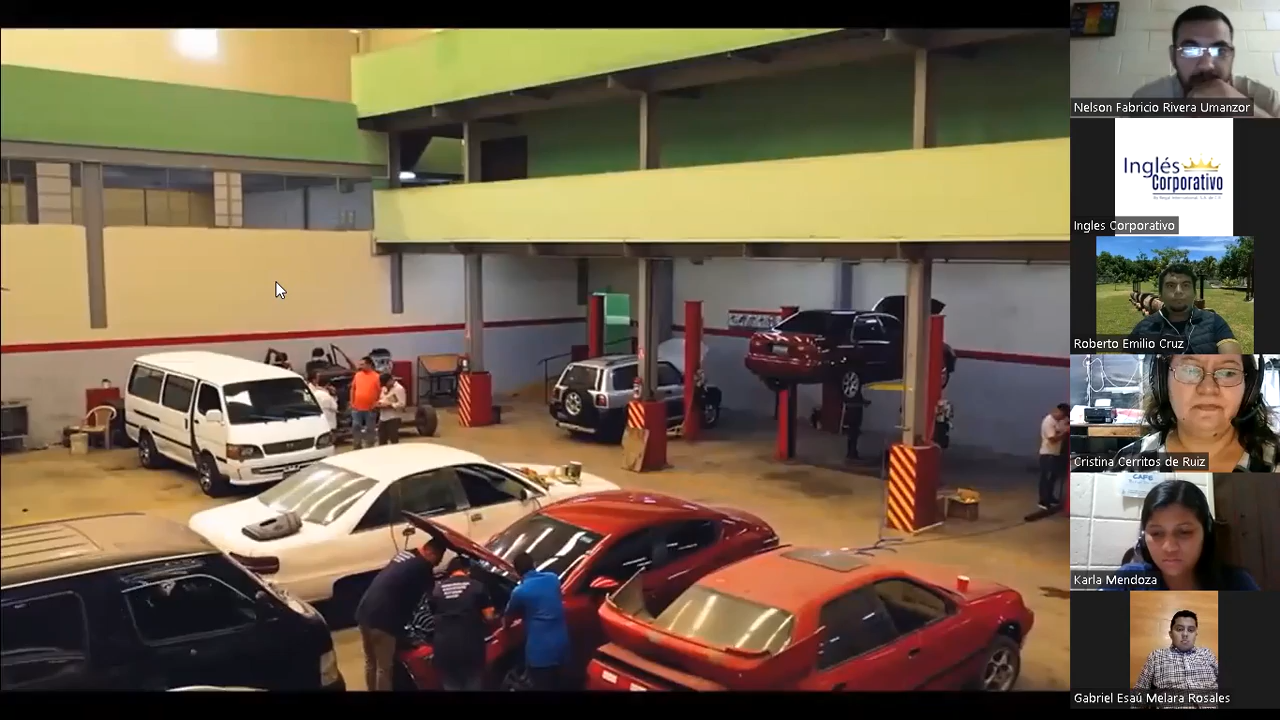 Nelson Fabricio Rivera Umanzor
Inglés
Corporativo
Ingles Corporativo
Roberto Emilio Cruz
Cristina Cerritos de Ruiz
CAFE
Karla Mendoza
Gabriel Esaú Melara Rosales